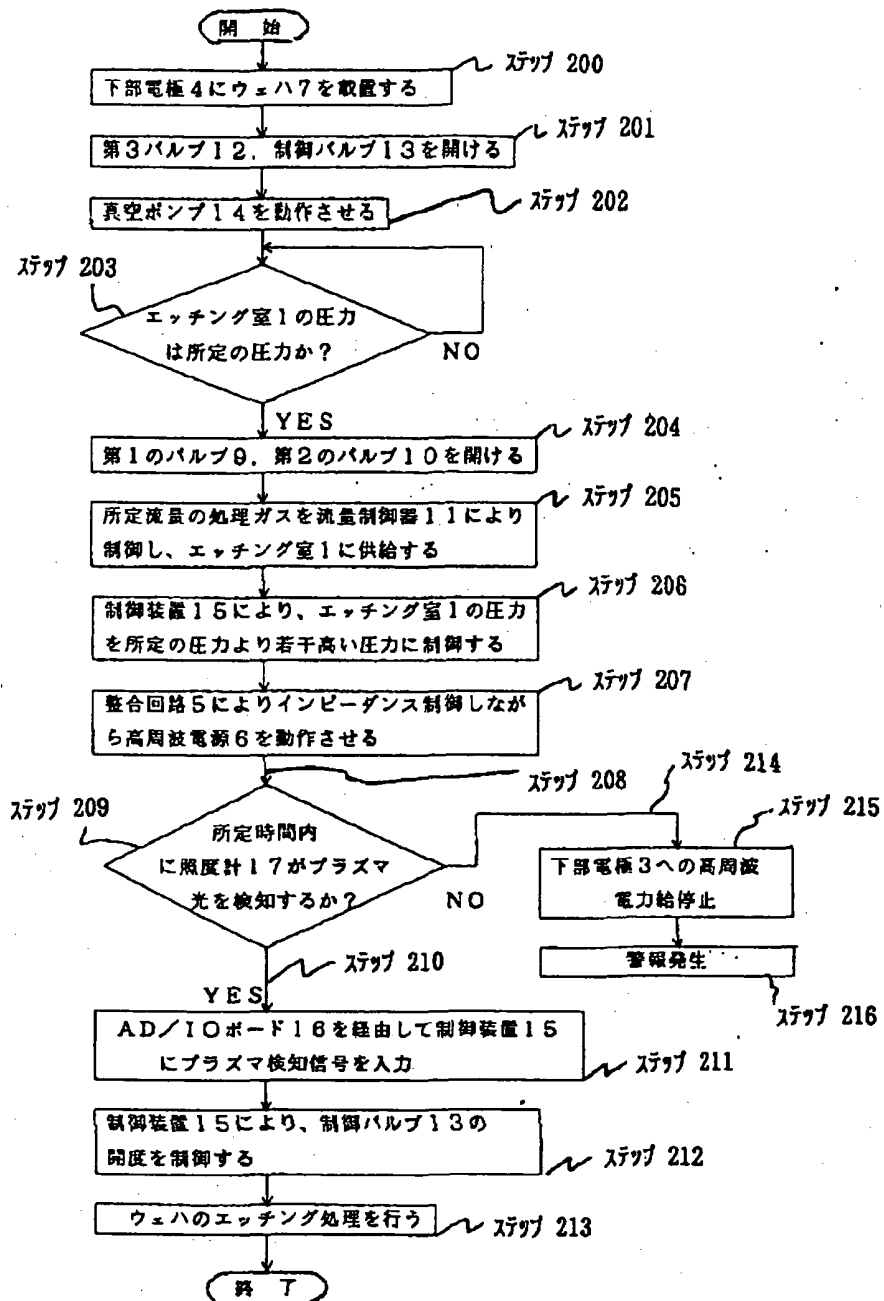 開 始
ステップ 200
下部電極4にウェハ7を載置する
ステップ 201
第3バルブ12．制御バルブ13を開ける
真空ポンプ14を動作させる
ステップ 202
ステップ 203
エッチング室1の圧力
は所定の圧力か？
NO
YES
ステップ 204
第1のバルブ9．第2のバルブ10を開ける
ステップ 205
所定流量の処理ガスを流量制御器11により
制御し、エッチング室1に供給する
ステップ 206
制御装置15により、エッチング室1の圧力
を所定の圧力より若干高い圧力に制御する
ステップ 207
整合回路5によりインピーダンス制御しなが
ら高周波電源6を動作させる
ステップ 208
ステップ 214
ステップ 209
ステップ 215
所定時間内
に照度計17がプラズマ
光を検知するか？
NO
下部電極3への高周波
電力給停止
ステップ 210
警報発生
YES
ステップ 216
AD／IOボード16を経由して制御装置15
にプラズマ検知信号を入力
ステップ 211
制御装置15により、制御バルブ13の
開度を制御する
ステップ 212
ウェハのエッチング処理を行う
ステップ 213
終 了